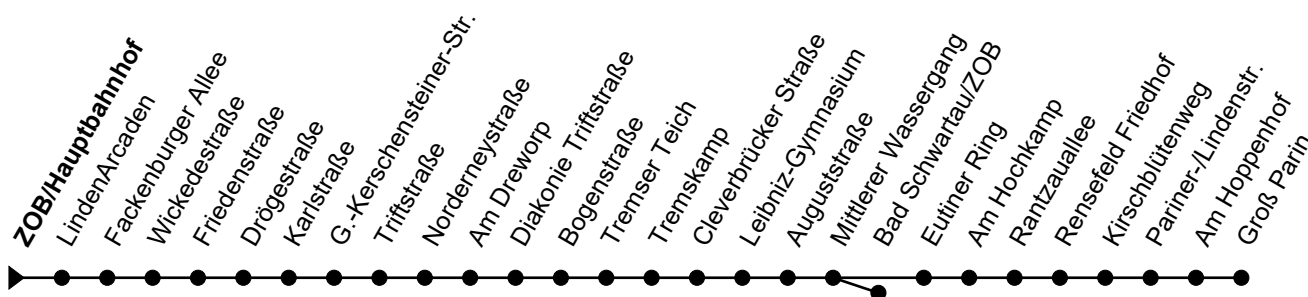 ZOB/Hauptbahnhof
LindenArcaden
Fackenburger Allee
Wickedestraße
Friedenstraße
Drögestraße
Karlstraße
G.-Kerschensteiner-Str.
Triftstraße
Norderneystraße
Am Dreworp
Diakonie Triftstraße
Bogenstraße
Tremser Teich
Tremskamp
Cleverbrücker Straße
Leibniz-Gymnasium
Auguststraße
Mittlerer Wassergang
Bad Schwartau/ZOB
Eutiner Ring
Am Hochkamp
Rantzauallee
Rensefeld Friedhof
Kirschblütenweg
Pariner-/Lindenstr.
Am Hoppenhof
Groß Parin